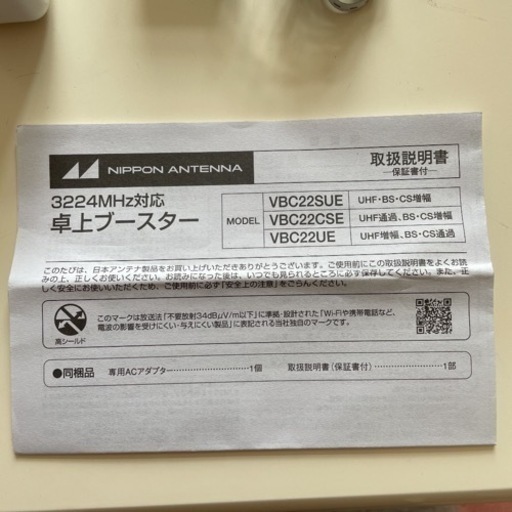 NIPPON ANTENNA
取扱説明書
―保証書付―
3224MHz対応
卓上ブースター
MODEL
VBC22SUE UHF・BS・CS増幅
VBC22CSE UHF通過、BS・CS増幅
VBC22UE UHF増幅、BS・CS通過
このたびは、日本アンテナ製品をお買い上げいただきありがとうございます。ご使用前にこの取扱説明書をよくお読
みの上、正しくお使いください。お読みになった後は、いつでも見られるところに必ず保存してください。また、正
しく安全にお使いいただくため、ご使用前に必ず「安全上の注意」をごらんください。
高シールド
このマークは放送法「不要放射34dBμV/m以下」に準拠・設計された「Wi-Fiや携帯電話など、
電波の影響を受けにくい・与えにくい製品」に表記される当社独自のマークです。
●同梱品 専用ACアダプター…………………1個 取扱説明書(保証書付)…………………1部